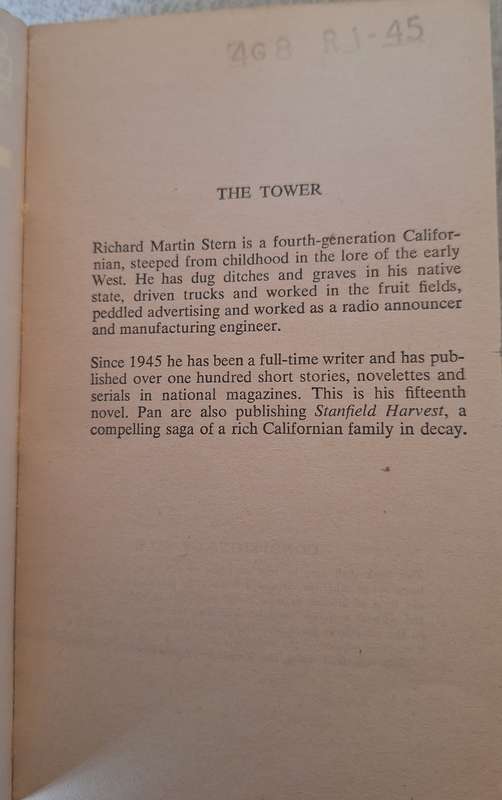 4G8 R1-45
THE TOWER
Richard Martin Stern is a fourth-generation Califor-
nian, steeped from childhood in the lore of the early
West. He has dug ditches and graves in his native
state, driven trucks and worked in the fruit fields,
peddled advertising and worked as a radio announcer
and manufacturing engineer.
Since 1945 he has been a full-time writer and has pub-
lished over one hundred short stories, novelettes and
serials in national magazines. This is his fifteenth
novel. Pan are also publishing Stanfield Harvest, a
compelling saga of a rich Californian family in decay.